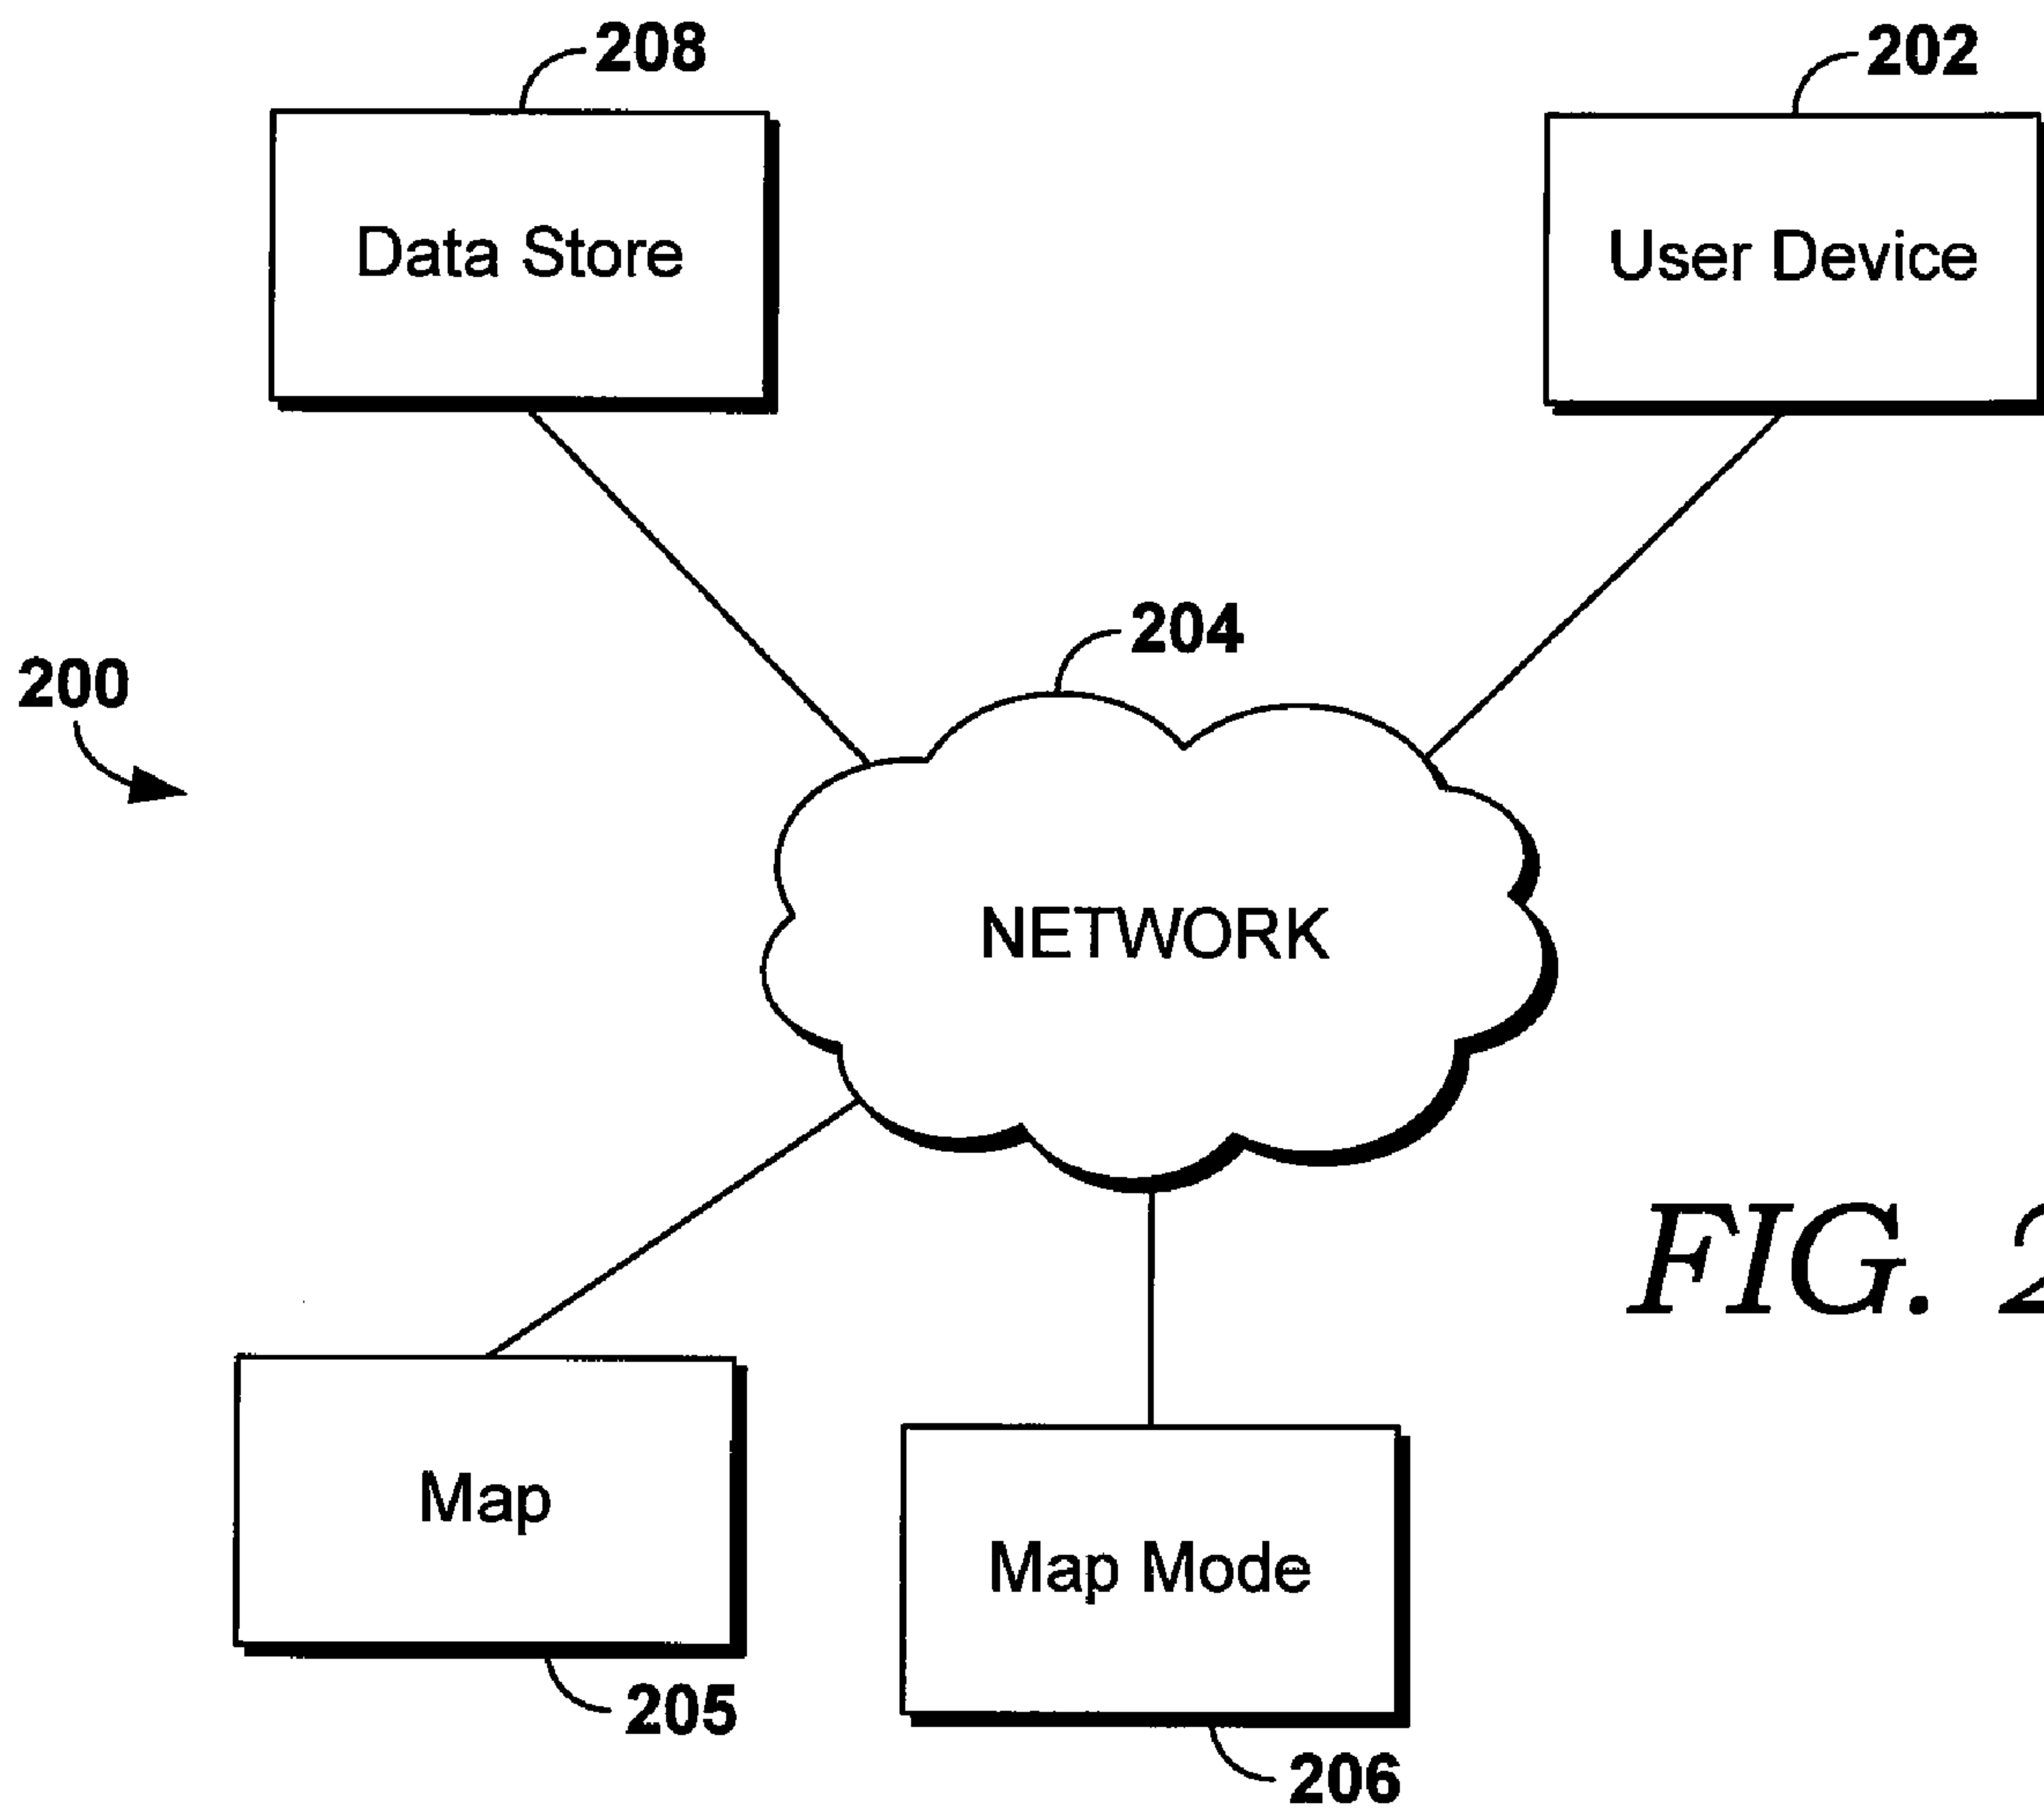 208
202
Data Store
User Device
204
200
NETWORK
FIG. 2
Map
Map Mode
205
206